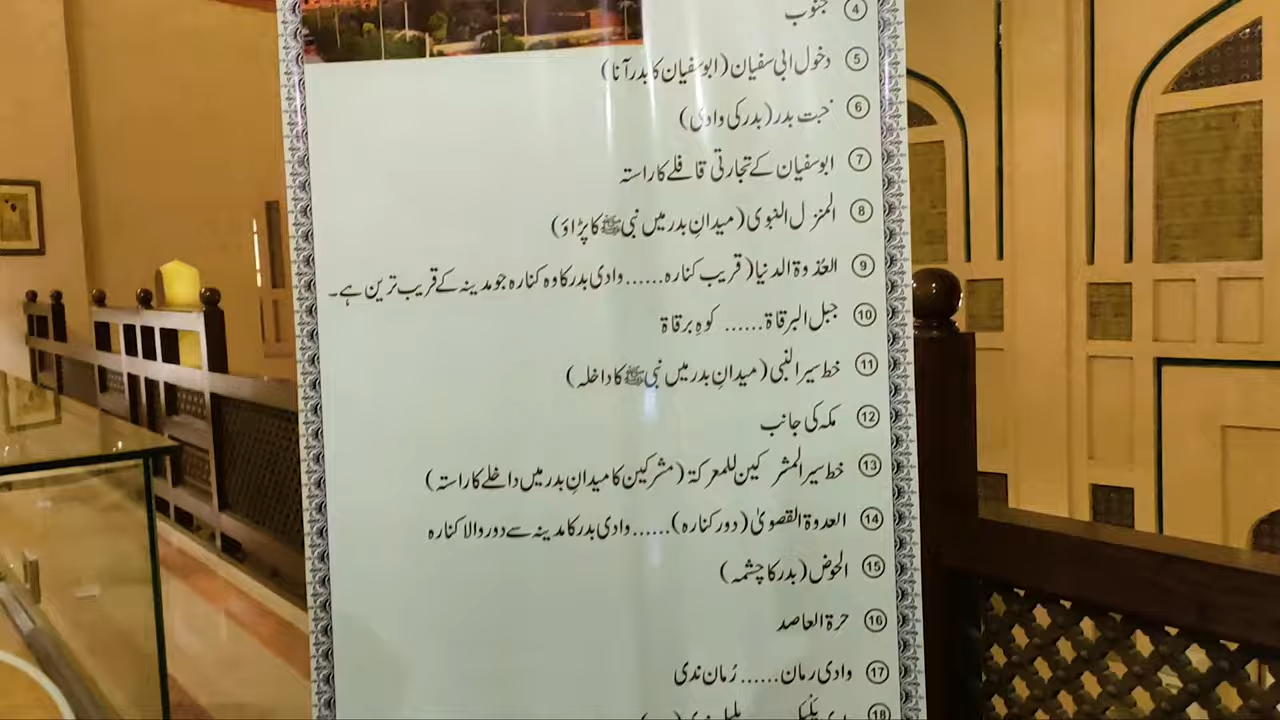 ④ جنوب
⑤ دخول ابی سفیان (ابوسفیان کا بدر آنا)
⑥ خبت بدر (بدر کی وادی)
⑦ ابوسفیان کے تجارتی قافلے کا راستہ
⑧ المنزل النبوی (میدانِ بدر میں نبی ﷺ کا پڑاؤ)
⑨ العُدوۃ الدنیا (قریب کنارہ......وادی بدر کا وہ کنارہ جو مدینہ کے قریب ترین ہے۔
⑩ جبل البرقاۃ...... کوہِ برقاۃ
⑪ خط سیر النبی (میدانِ بدر میں نبی ﷺ کا داخلہ)
⑫ مکہ کی جانب
⑬ خط سیر المشرکین للمعرکۃ (مشرکین کا میدانِ بدر میں داخلے کا راستہ)
⑭ العدوۃ القصویٰ (دور کنارہ)......وادی بدر کا مدینہ سے دور والا کنارہ
⑮ الحوض (بدر کا چشمہ)
⑯ حرۃ العاصد
⑰ وادی رمان...... رُمان ندی
⑱